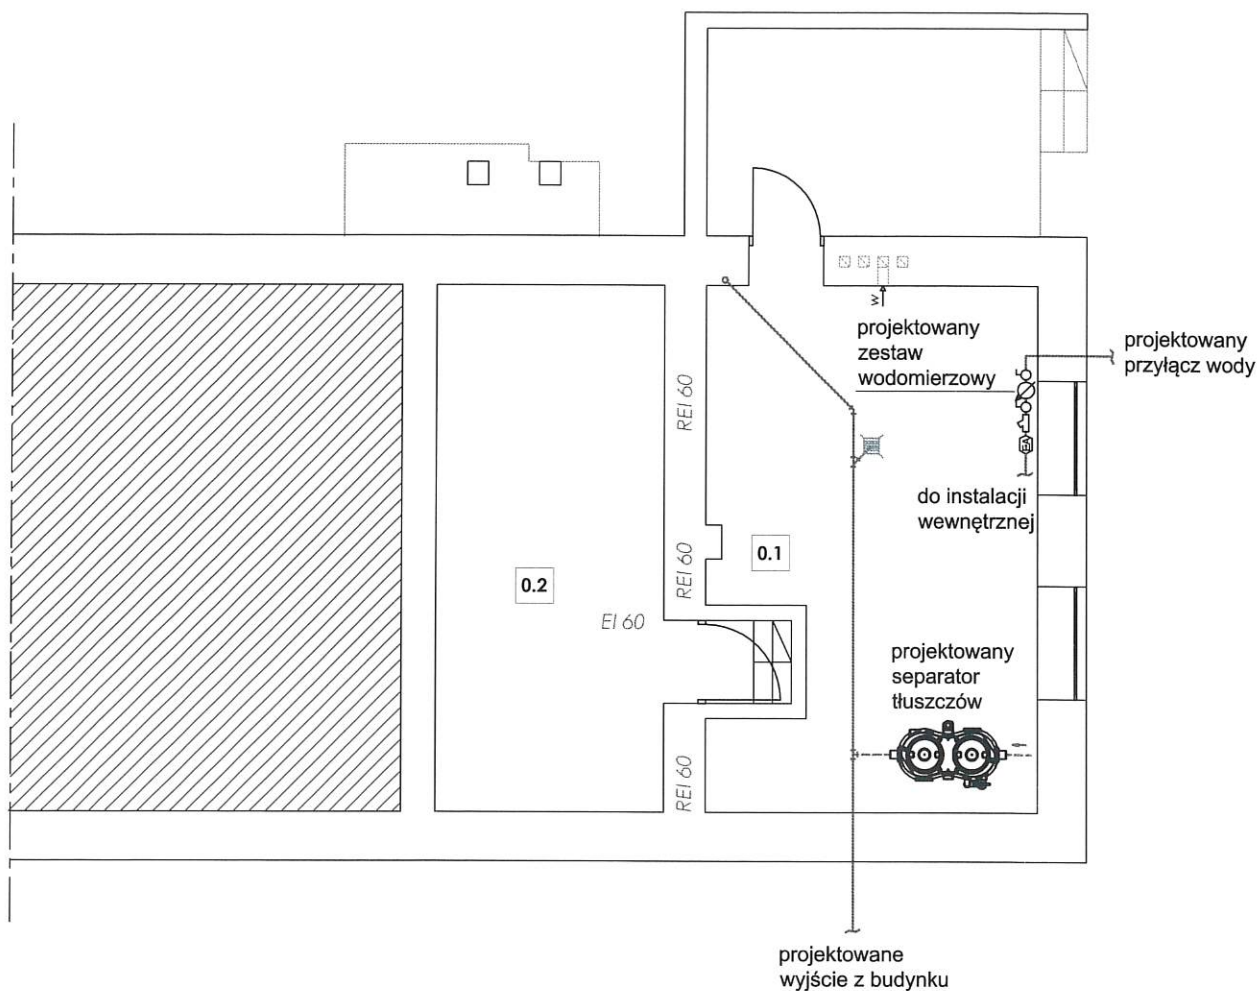 W
projektowany
zestaw
wodomierzowy
projektowany
przyłącz wody
REI 60
EA
do instalacji
wewnętrznej
REI 60
0.1
0.2
EI 60
projektowany
separator
tłuszczów
REI 60
projektowane
wyjście z budynku